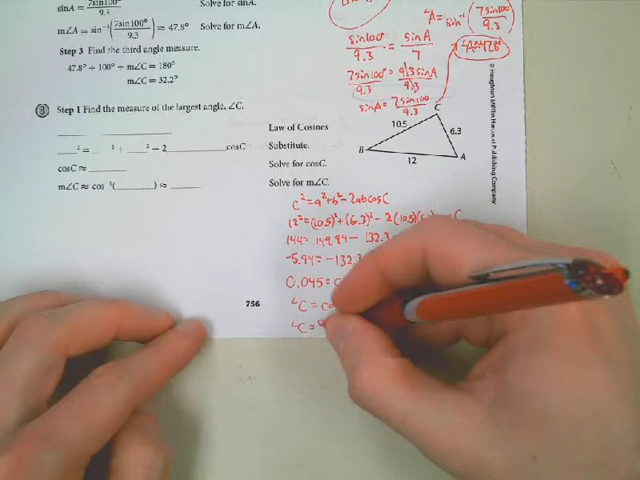 sinA = 7sin100° / 9.3 Solve for sinA.
m∠A = sin⁻¹(7sin100° / 9.3) ≈ 47.8° Solve for m∠A.
Step 3 Find the third angle measure.
47.8° + 100° + m∠C = 180°
m∠C = 32.2°
3 Step 1 Find the measure of the largest angle, ∠C.
Law of Cosines
² = ² + ² − 2 cosC Substitute.
cosC ≈ Solve for cosC.
m∠C ≈ cos⁻¹( ) ≈ Solve for m∠C.
756
∠A = sin⁻¹(7sin100 / 9.3)
sin100° / 9.3 = sinA / 7
∠A ≈ 47.8°
7sin100° / 9.3 = 9.3sinA / 9.3
sinA = 7sin100 / 9.3
C
10.5
6.3
B
12
A
c² = a² + b² − 2abcosC
12² = (10.5)² + (6.3)² − 2(10.5)(
144 = 149.94 − 132.3
-5.94 = -132.3
0.045 = c
∠C = c
∠C = 
© Houghton Mifflin Harcourt Publishing Company